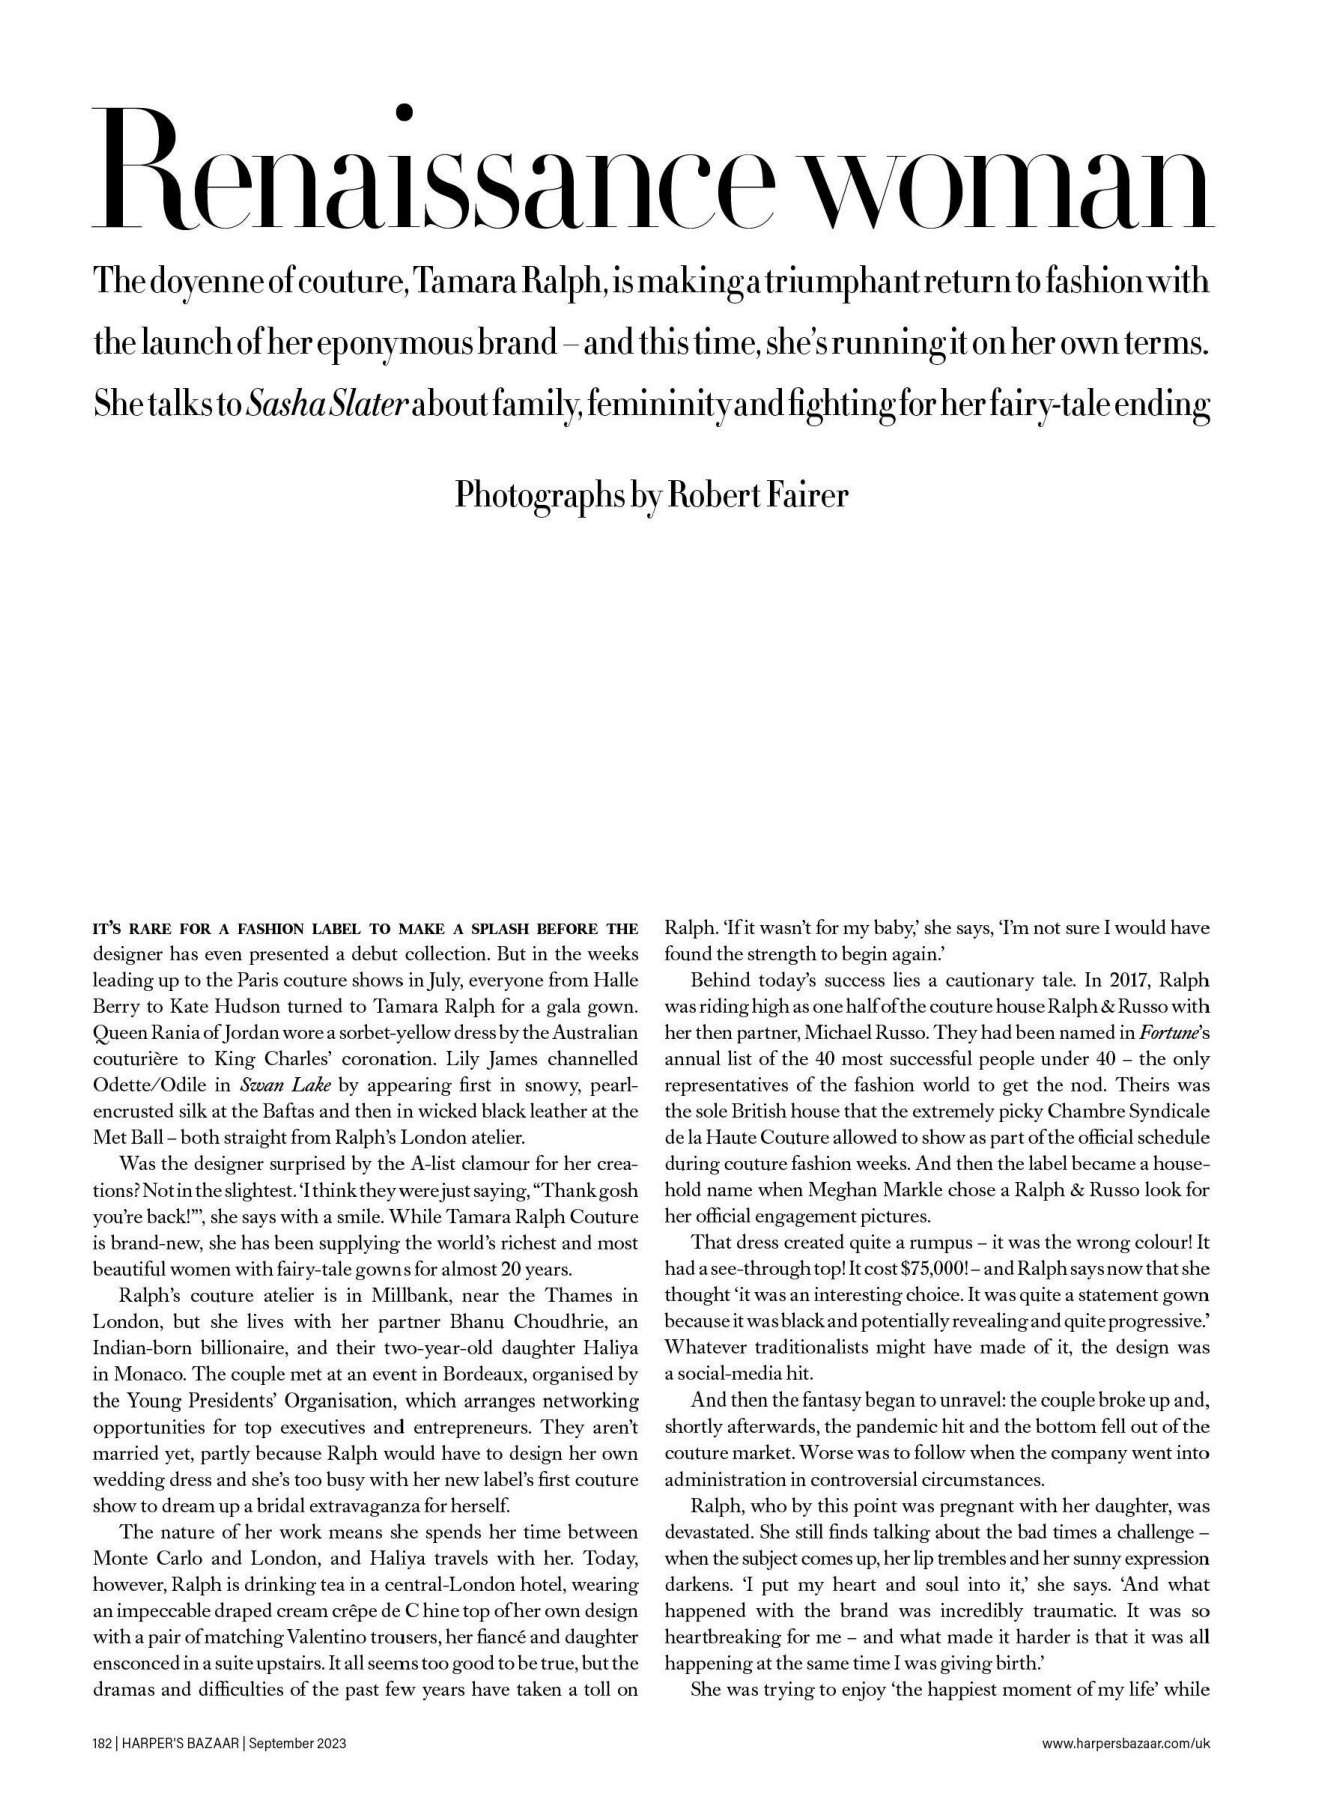 Renaissance woman
The doyenne of couture, Tamara Ralph, is making a triumphant return to fashion with
the launch of her eponymous brand – and this time, she’s running it on her own terms.
She talks to Sasha Slater about family, femininity and fighting for her fairy-tale ending
Photographs by Robert Fairer
IT’S RARE FOR A FASHION LABEL TO MAKE A SPLASH BEFORE THE
designer has even presented a debut collection. But in the weeks
leading up to the Paris couture shows in July, everyone from Halle
Berry to Kate Hudson turned to Tamara Ralph for a gala gown.
Queen Rania of Jordan wore a sorbet-yellow dress by the Australian
couturière to King Charles’ coronation. Lily James channelled
Odette/Odile in Swan Lake by appearing first in snowy, pearl-
encrusted silk at the Baftas and then in wicked black leather at the
Met Ball – both straight from Ralph’s London atelier.
Was the designer surprised by the A-list clamour for her crea-
tions? Not in the slightest. ‘I think they were just saying, “Thank gosh
you’re back!”’, she says with a smile. While Tamara Ralph Couture
is brand-new, she has been supplying the world’s richest and most
beautiful women with fairy-tale gowns for almost 20 years.
Ralph’s couture atelier is in Millbank, near the Thames in
London, but she lives with her partner Bhanu Choudhrie, an
Indian-born billionaire, and their two-year-old daughter Haliya
in Monaco. The couple met at an event in Bordeaux, organised by
the Young Presidents’ Organisation, which arranges networking
opportunities for top executives and entrepreneurs. They aren’t
married yet, partly because Ralph would have to design her own
wedding dress and she’s too busy with her new label’s first couture
show to dream up a bridal extravaganza for herself.
The nature of her work means she spends her time between
Monte Carlo and London, and Haliya travels with her. Today,
however, Ralph is drinking tea in a central-London hotel, wearing
an impeccable draped cream crêpe de Chine top of her own design
with a pair of matching Valentino trousers, her fiancé and daughter
ensconced in a suite upstairs. It all seems too good to be true, but the
dramas and difficulties of the past few years have taken a toll on
Ralph. ‘If it wasn’t for my baby,’ she says, ‘I’m not sure I would have
found the strength to begin again.’
Behind today’s success lies a cautionary tale. In 2017, Ralph
was riding high as one half of the couture house Ralph & Russo with
her then partner, Michael Russo. They had been named in Fortune’s
annual list of the 40 most successful people under 40 – the only
representatives of the fashion world to get the nod. Theirs was
the sole British house that the extremely picky Chambre Syndicale
de la Haute Couture allowed to show as part of the official schedule
during couture fashion weeks. And then the label became a house-
hold name when Meghan Markle chose a Ralph & Russo look for
her official engagement pictures.
That dress created quite a rumpus – it was the wrong colour! It
had a see-through top! It cost $75,000! – and Ralph says now that she
thought ‘it was an interesting choice. It was quite a statement gown
because it was black and potentially revealing and quite progressive.’
Whatever traditionalists might have made of it, the design was
a social-media hit.
And then the fantasy began to unravel: the couple broke up and,
shortly afterwards, the pandemic hit and the bottom fell out of the
couture market. Worse was to follow when the company went into
administration in controversial circumstances.
Ralph, who by this point was pregnant with her daughter, was
devastated. She still finds talking about the bad times a challenge –
when the subject comes up, her lip trembles and her sunny expression
darkens. ‘I put my heart and soul into it,’ she says. ‘And what
happened with the brand was incredibly traumatic. It was so
heartbreaking for me – and what made it harder is that it was all
happening at the same time I was giving birth.’
She was trying to enjoy ‘the happiest moment of my life’ while
182 | HARPER’S BAZAAR | September 2023
www.harpersbazaar.com/uk